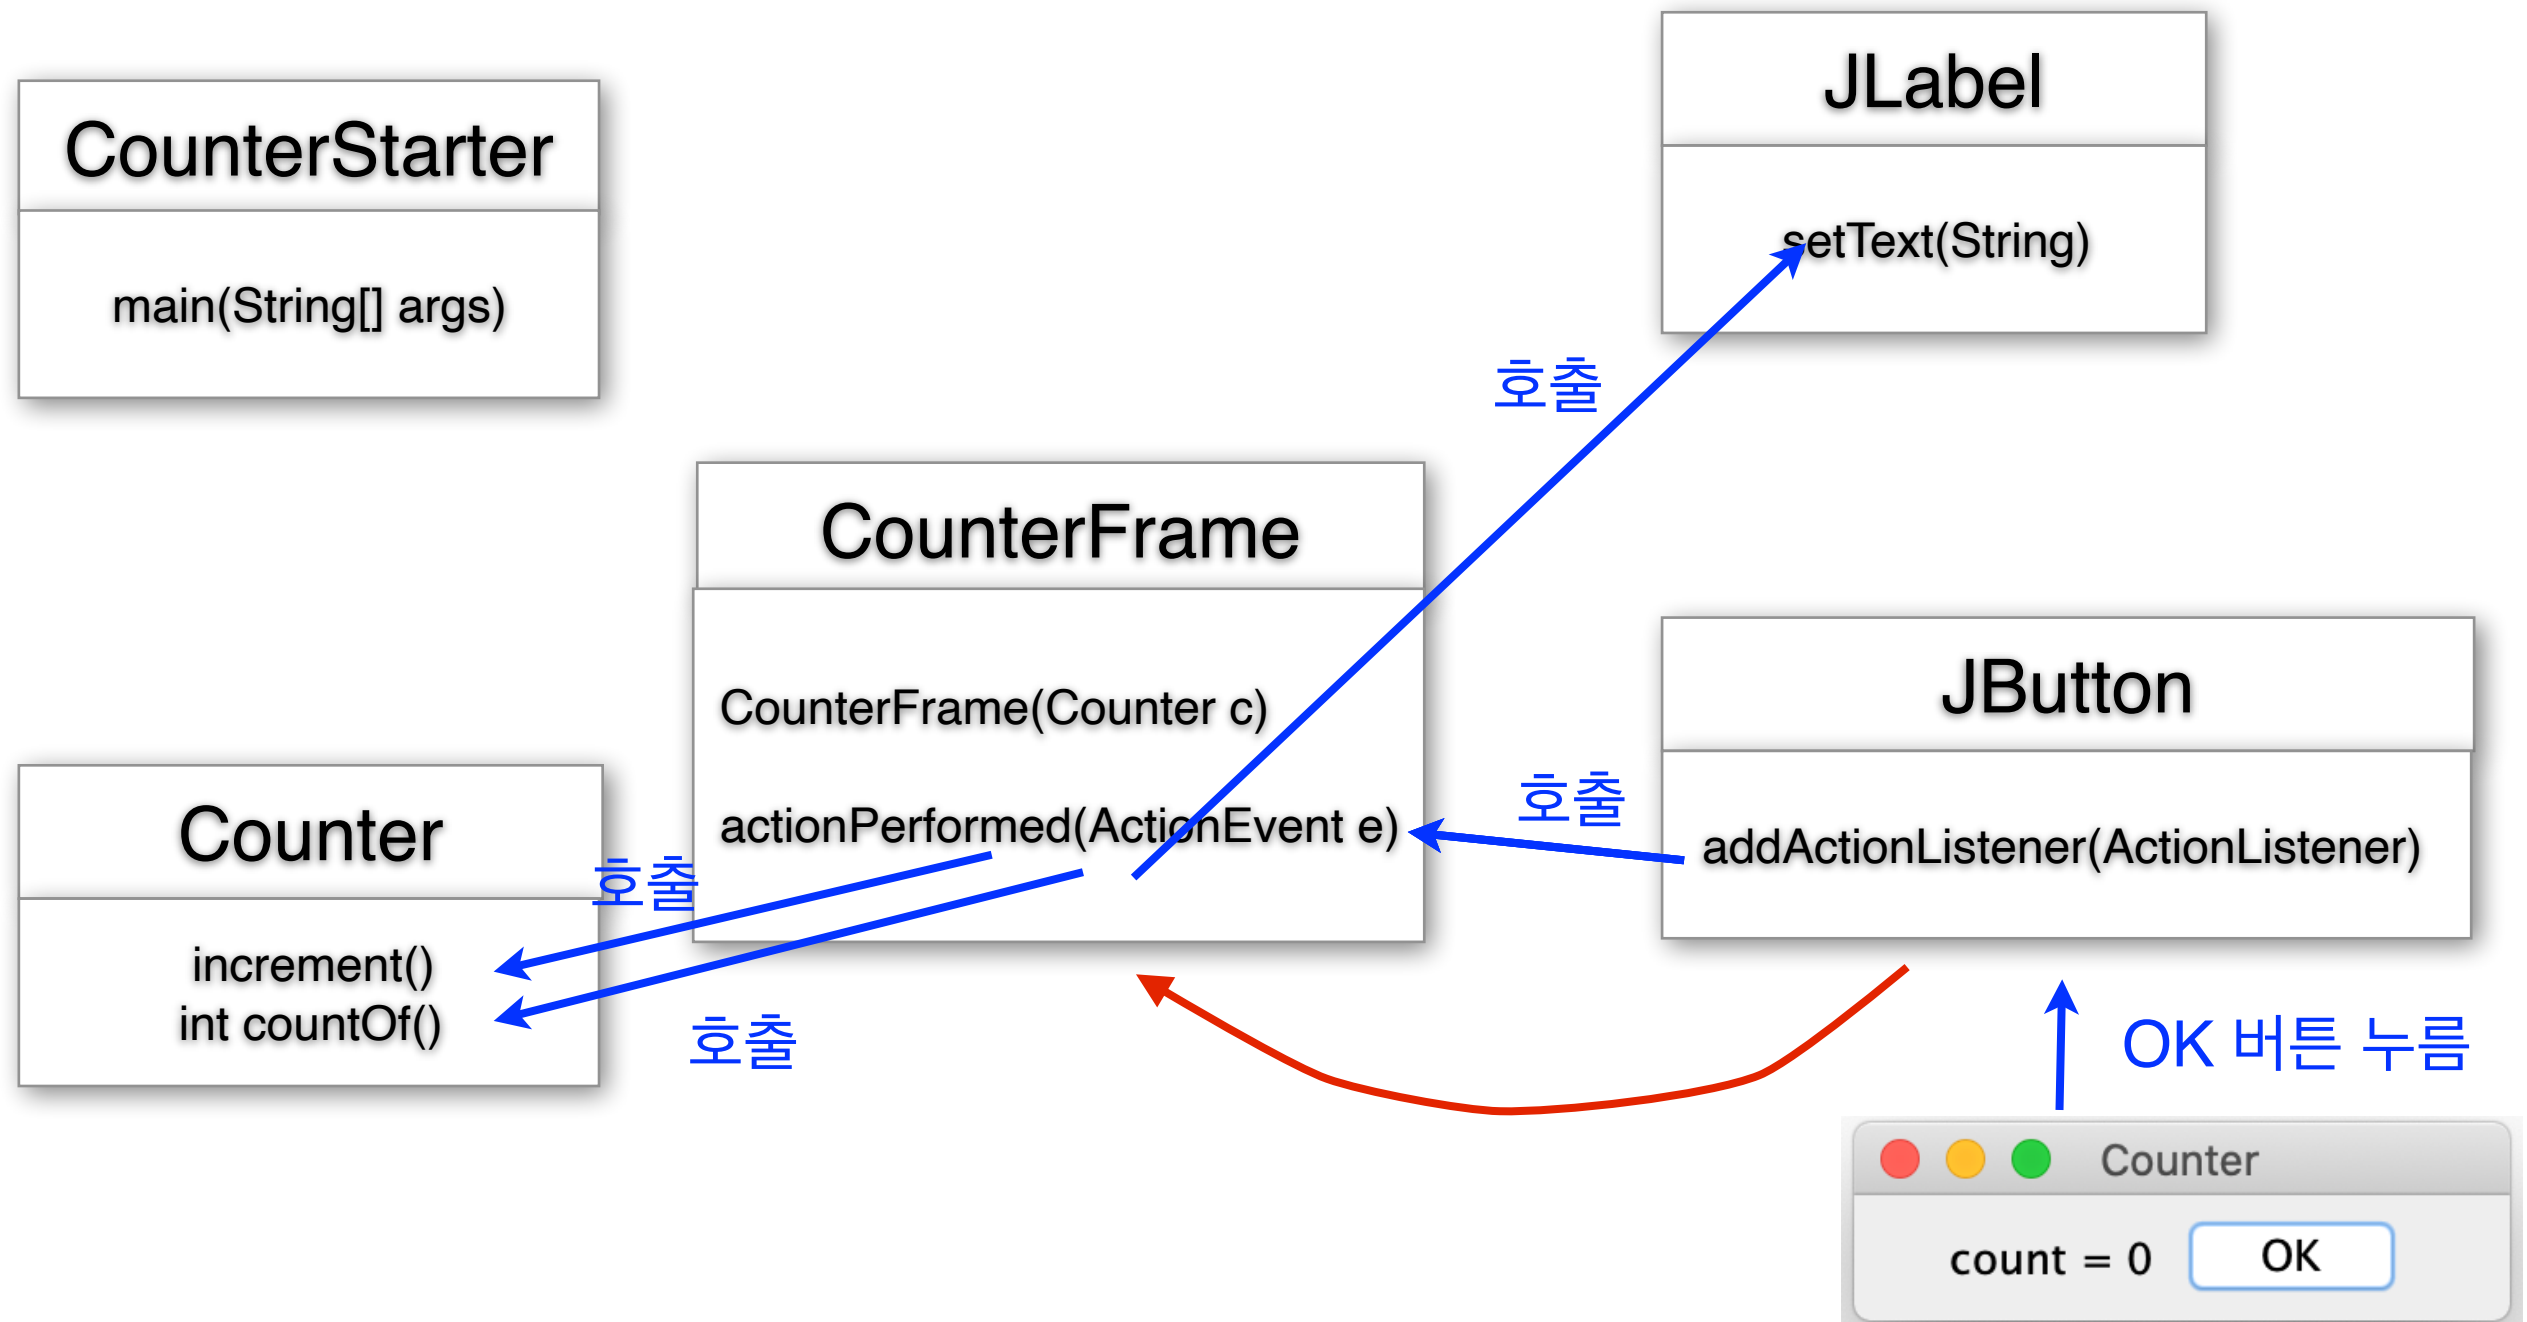 CounterStarter
main(String[] args)
JLabel
setText(String)
호출
CounterFrame
CounterFrame(Counter c)
actionPerformed(ActionEvent e)
호출
JButton
addActionListener(ActionListener)
Counter
increment()
int countOf()
호출
호출
OK 버튼 누름
Counter
count = 0
OK